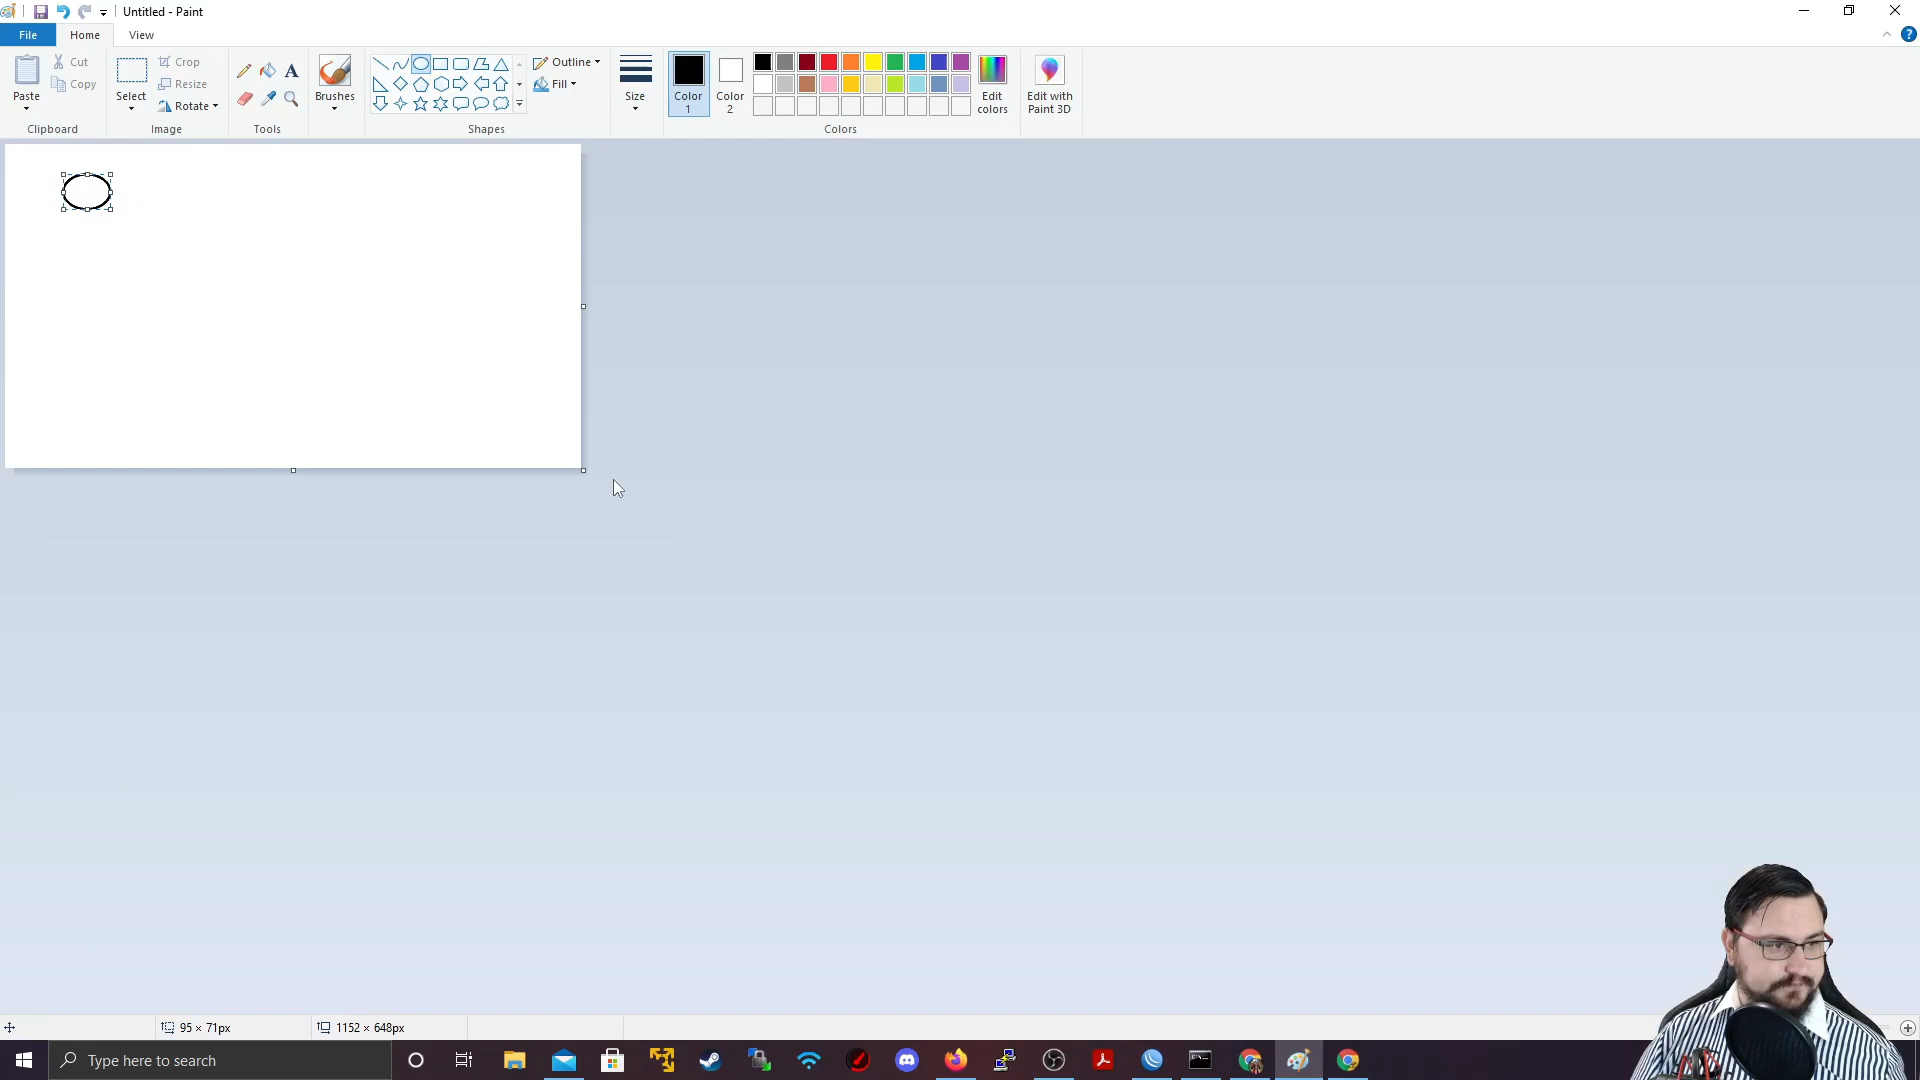 Untitled - Paint
File Home View
Paste
Cut
Copy
Clipboard
Select
Crop
Resize
Rotate
Image
Tools
Brushes
Shapes
Outline
Fill
Size
Color 1
Color 2
Edit colors
Colors
Edit with Paint 3D
95 × 71px
1152 × 648px
Type here to search